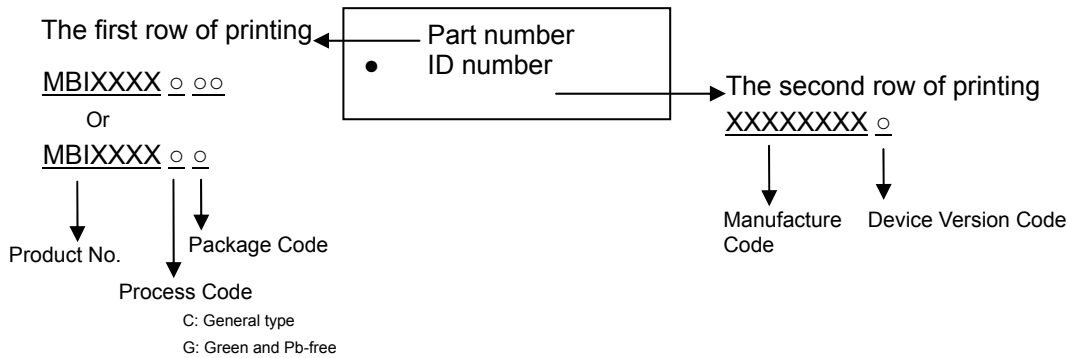 The first row of printing
Part number
● ID number
MBIXXXX ○ ○○
Or
MBIXXXX ○ ○
The second row of printing
XXXXXXXX ○
Product No.
Package Code
Process Code
C: General type
G: Green and Pb-free
Manufacture
Code
Device Version Code